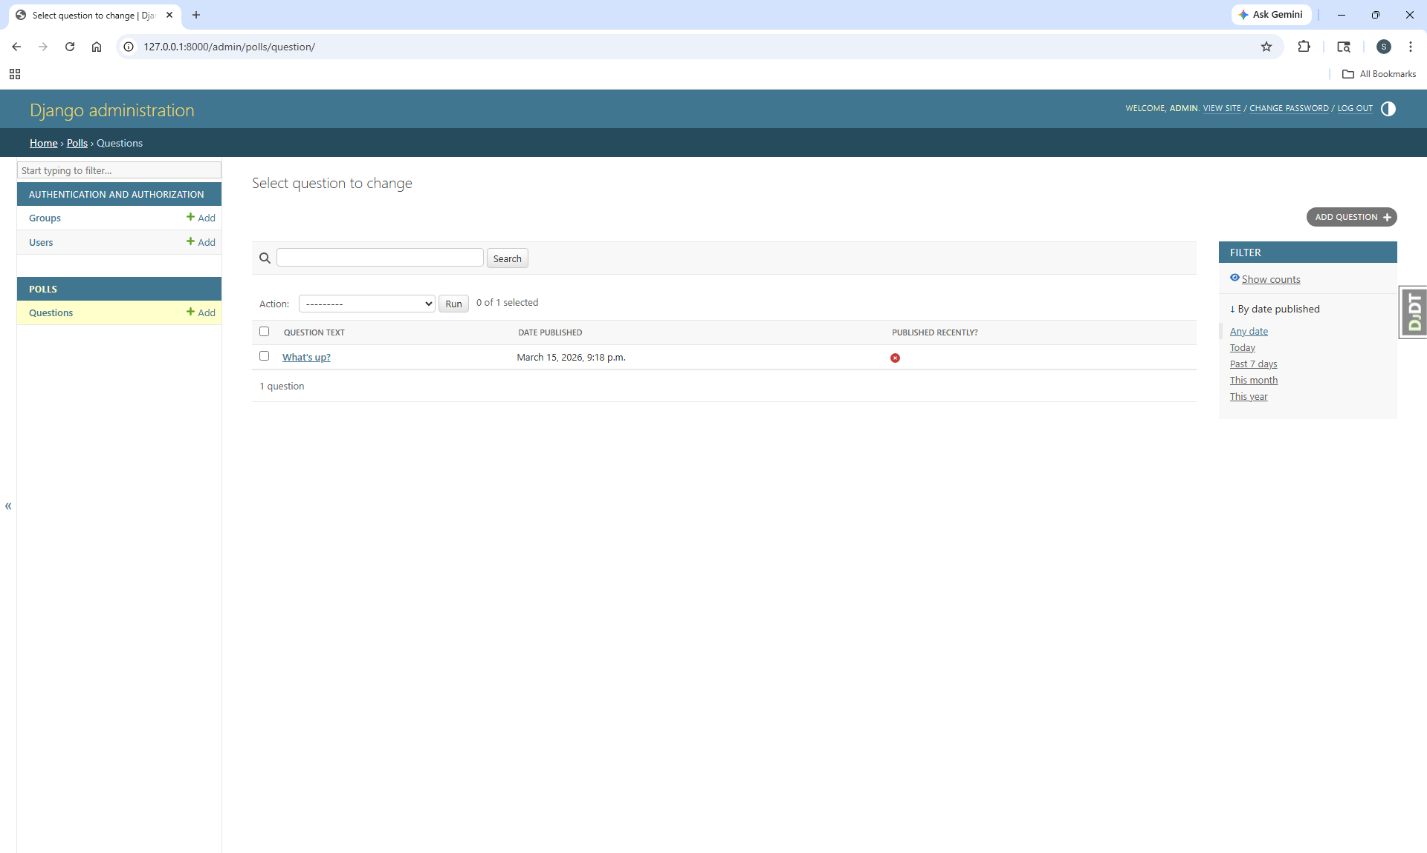 Select question to change | Dja
Ask Gemini
127.0.0.1:8000/admin/polls/question/
S
All Bookmarks
Django administration
WELCOME, ADMIN. VIEW SITE / CHANGE PASSWORD / LOG OUT
Home › Polls › Questions
Start typing to filter...
AUTHENTICATION AND AUTHORIZATION
Groups + Add
Users + Add
POLLS
Questions + Add
«
Select question to change
ADD QUESTION +
Search
Action: --------- Run 0 of 1 selected
QUESTION TEXT DATE PUBLISHED PUBLISHED RECENTLY?
What's up? March 15, 2026, 9:18 p.m.
1 question
FILTER
Show counts
↓ By date published
Any date
Today
Past 7 days
This month
This year
DJDT